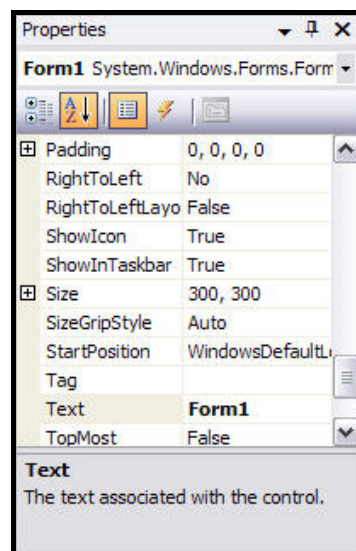 Properties
Form1 System.Windows.Forms.Form
A Z
Padding 0, 0, 0, 0
RightToLeft No
RightToLeftLayo False
ShowIcon True
ShowInTaskbar True
Size 300, 300
SizeGripStyle Auto
StartPosition WindowsDefaultL
Tag
Text Form1
TopMost False
Text
The text associated with the control.